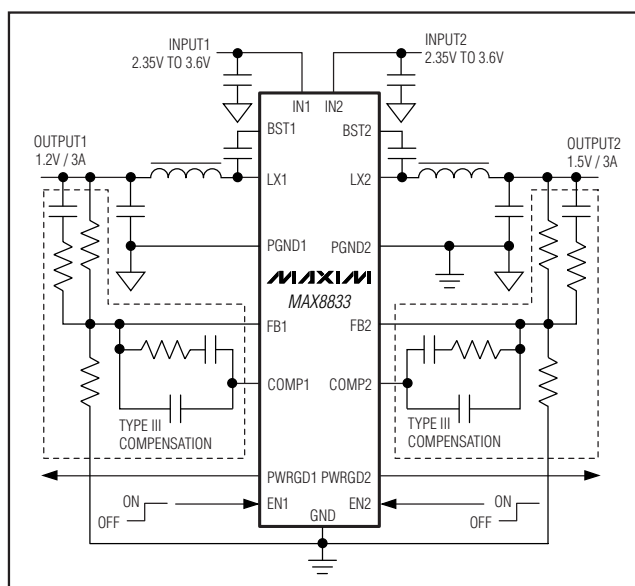 INPUT1
2.35V TO 3.6V
INPUT2
2.35V TO 3.6V
IN1
IN2
BST1
BST2
OUTPUT1
1.2V / 3A
OUTPUT2
1.5V / 3A
LX1
LX2
PGND1
PGND2
MAXIM
MAX8833
FB1
FB2
COMP1
COMP2
TYPE III
COMPENSATION
TYPE III
COMPENSATION
PWRGD1
PWRGD2
ON
OFF
EN1
EN2
ON
OFF
GND